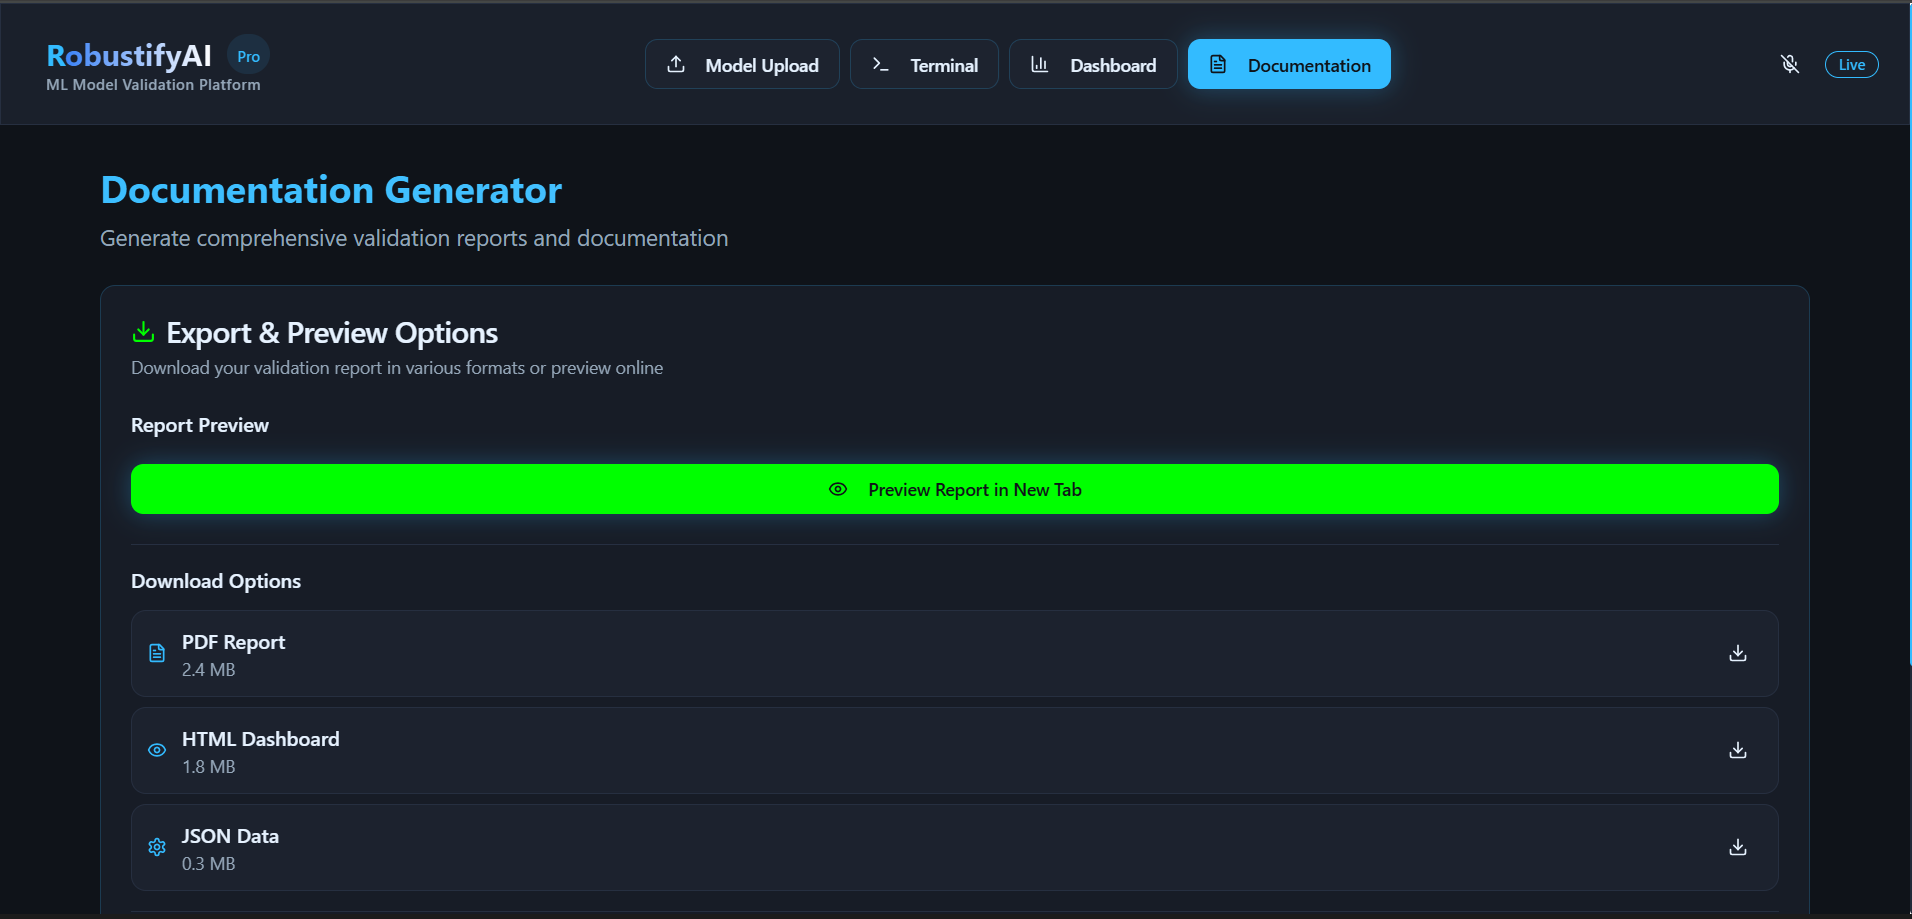 RobustifyAI Pro
ML Model Validation Platform
Model Upload
Terminal
Dashboard
Documentation
Live
Documentation Generator
Generate comprehensive validation reports and documentation
Export & Preview Options
Download your validation report in various formats or preview online
Report Preview
Preview Report in New Tab
Download Options
PDF Report
2.4 MB
HTML Dashboard
1.8 MB
JSON Data
0.3 MB